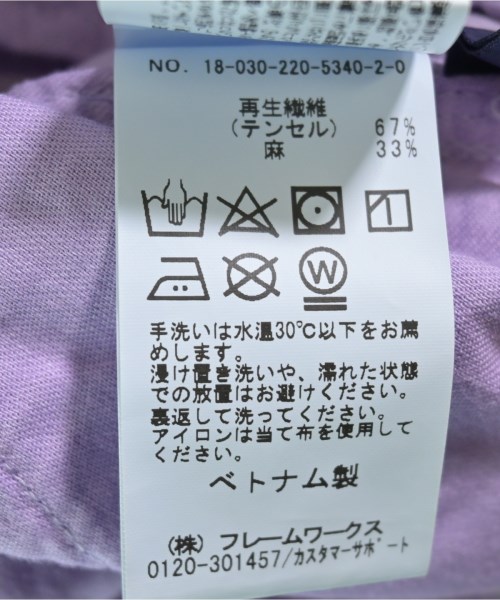 NO. 18-030-220-5340-2-0
再生繊維
(テンセル) 67%
麻 33%
W
手洗いは水温30℃以下をお薦
めします。
浸け置き洗いや、濡れた状態
での放置はお避けください。
裏返して洗ってください。
アイロンは当て布を使用して
ください。
ベトナム製
(株) フレームワークス
0120-301457/カスタマーサポート